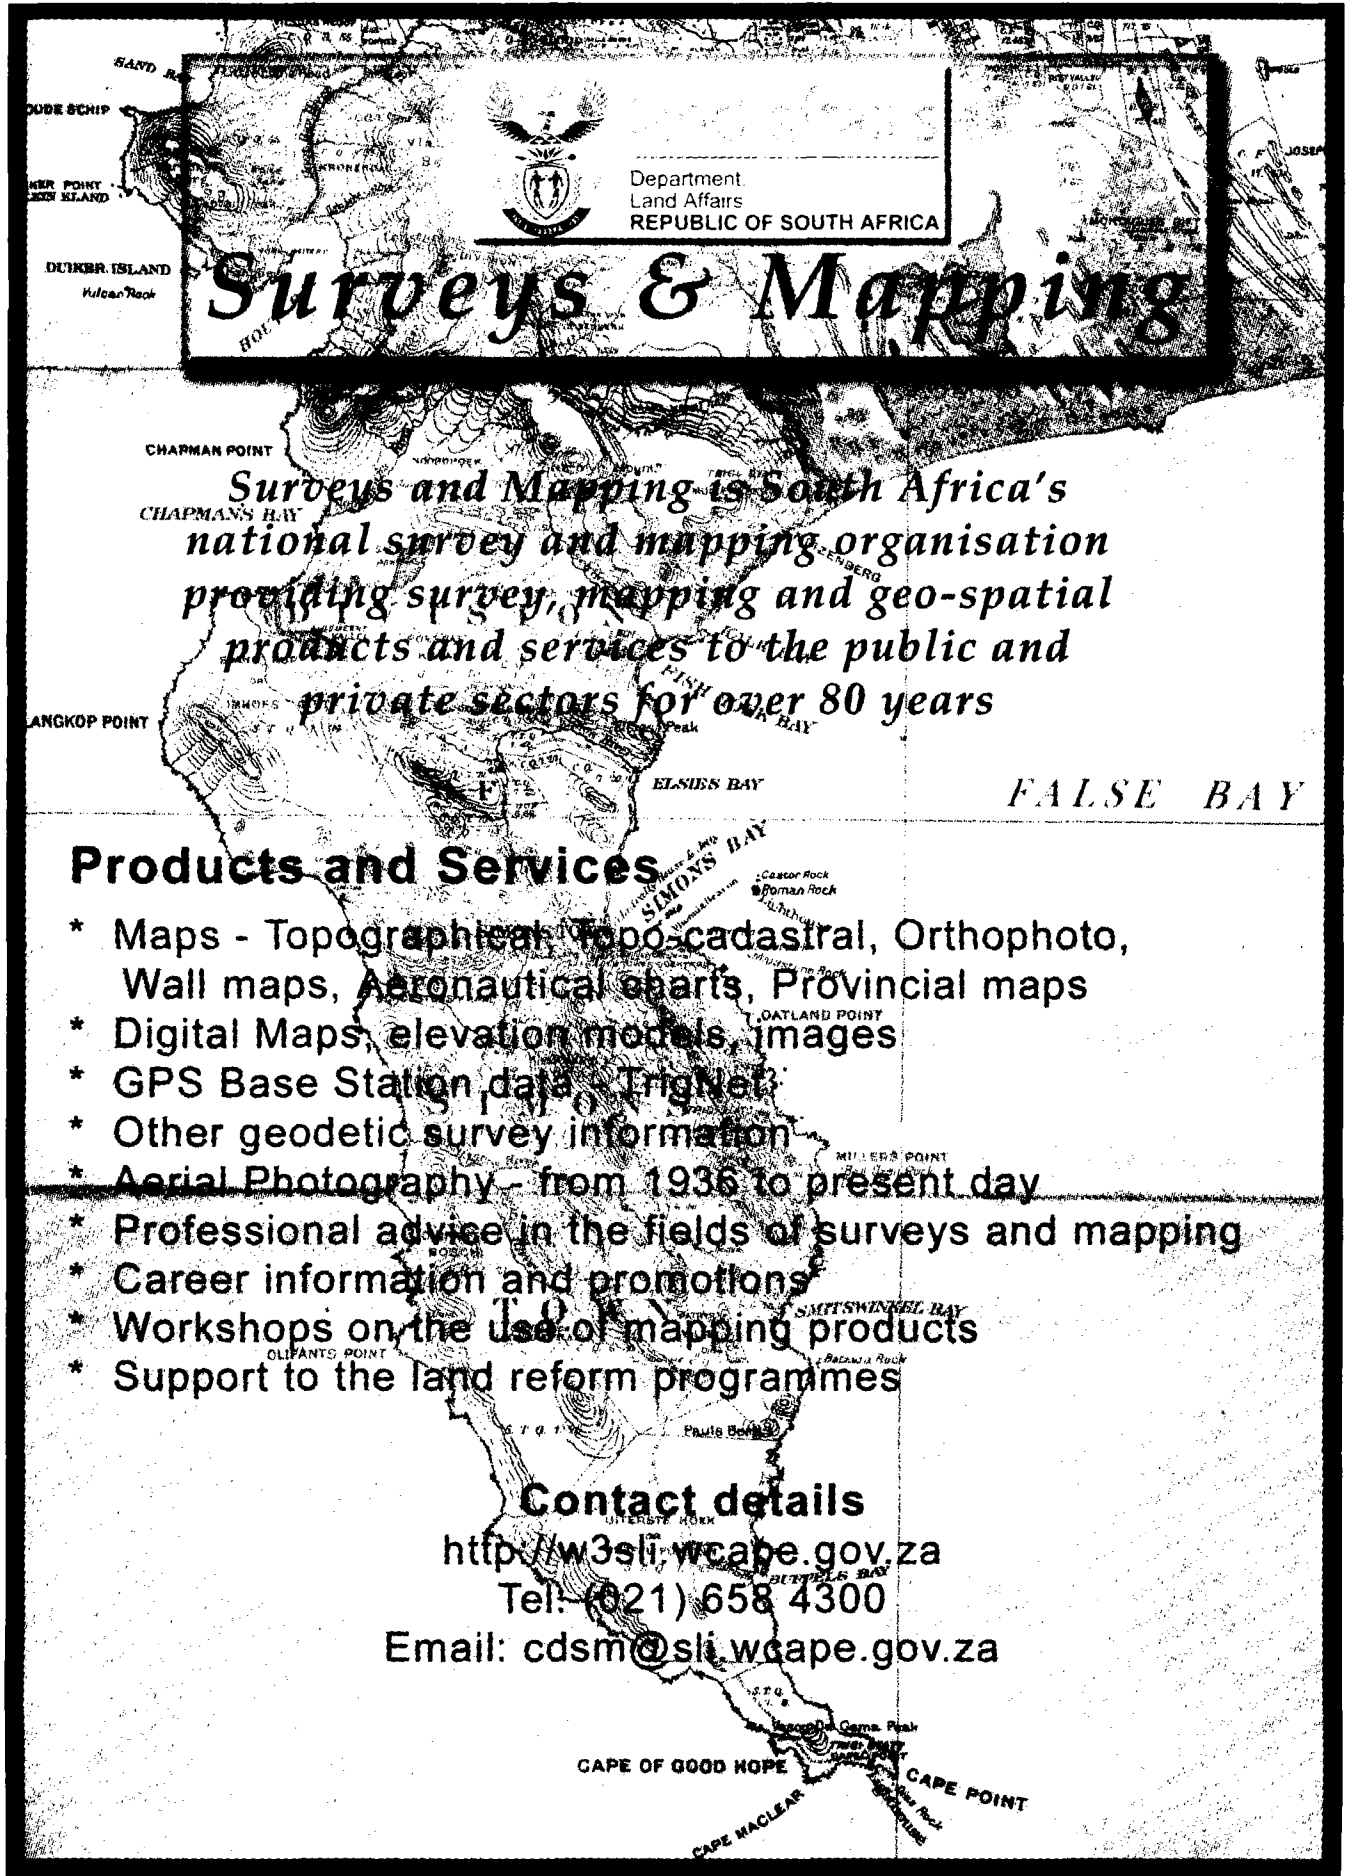 SAND
DUIKER ISLAND
Vulcan Rock
Department
Land Affairs
REPUBLIC OF SOUTH AFRICA
Surveys & Mapping
CHAPMAN POINT
CHAPMANS BAY
Surveys and Mapping is South Africa's
national survey and mapping organisation
providing survey, mapping and geo-spatial
products and services to the public and
private sectors for over 80 years
ELSIES BAY
FALSE BAY
SIMONS BAY
Castor Rock
Roman Rock
Products and Services
* Maps - Topographical, Topo-cadastral, Orthophoto,
Wall maps, Aeronautical charts, Provincial maps
OATLAND POINT
* Digital Maps, elevation models, images
* GPS Base Station data - TrigNet
* Other geodetic survey information
MILLERS POINT
* Aerial Photography - from 1936 to present day
* Professional advice in the fields of surveys and mapping
* Career information and promotions
SMITSWINKEL BAY
* Workshops on the use of mapping products
OLIFANTS POINT
* Support to the land reform programmes
Contact details
http://w3sli.wcape.gov.za
BUFFELS BAY
Tel: (021) 658 4300
Email: cdsm@sli.wcape.gov.za
CAPE OF GOOD HOPE
CAPE POINT
CAPE MACLEAR